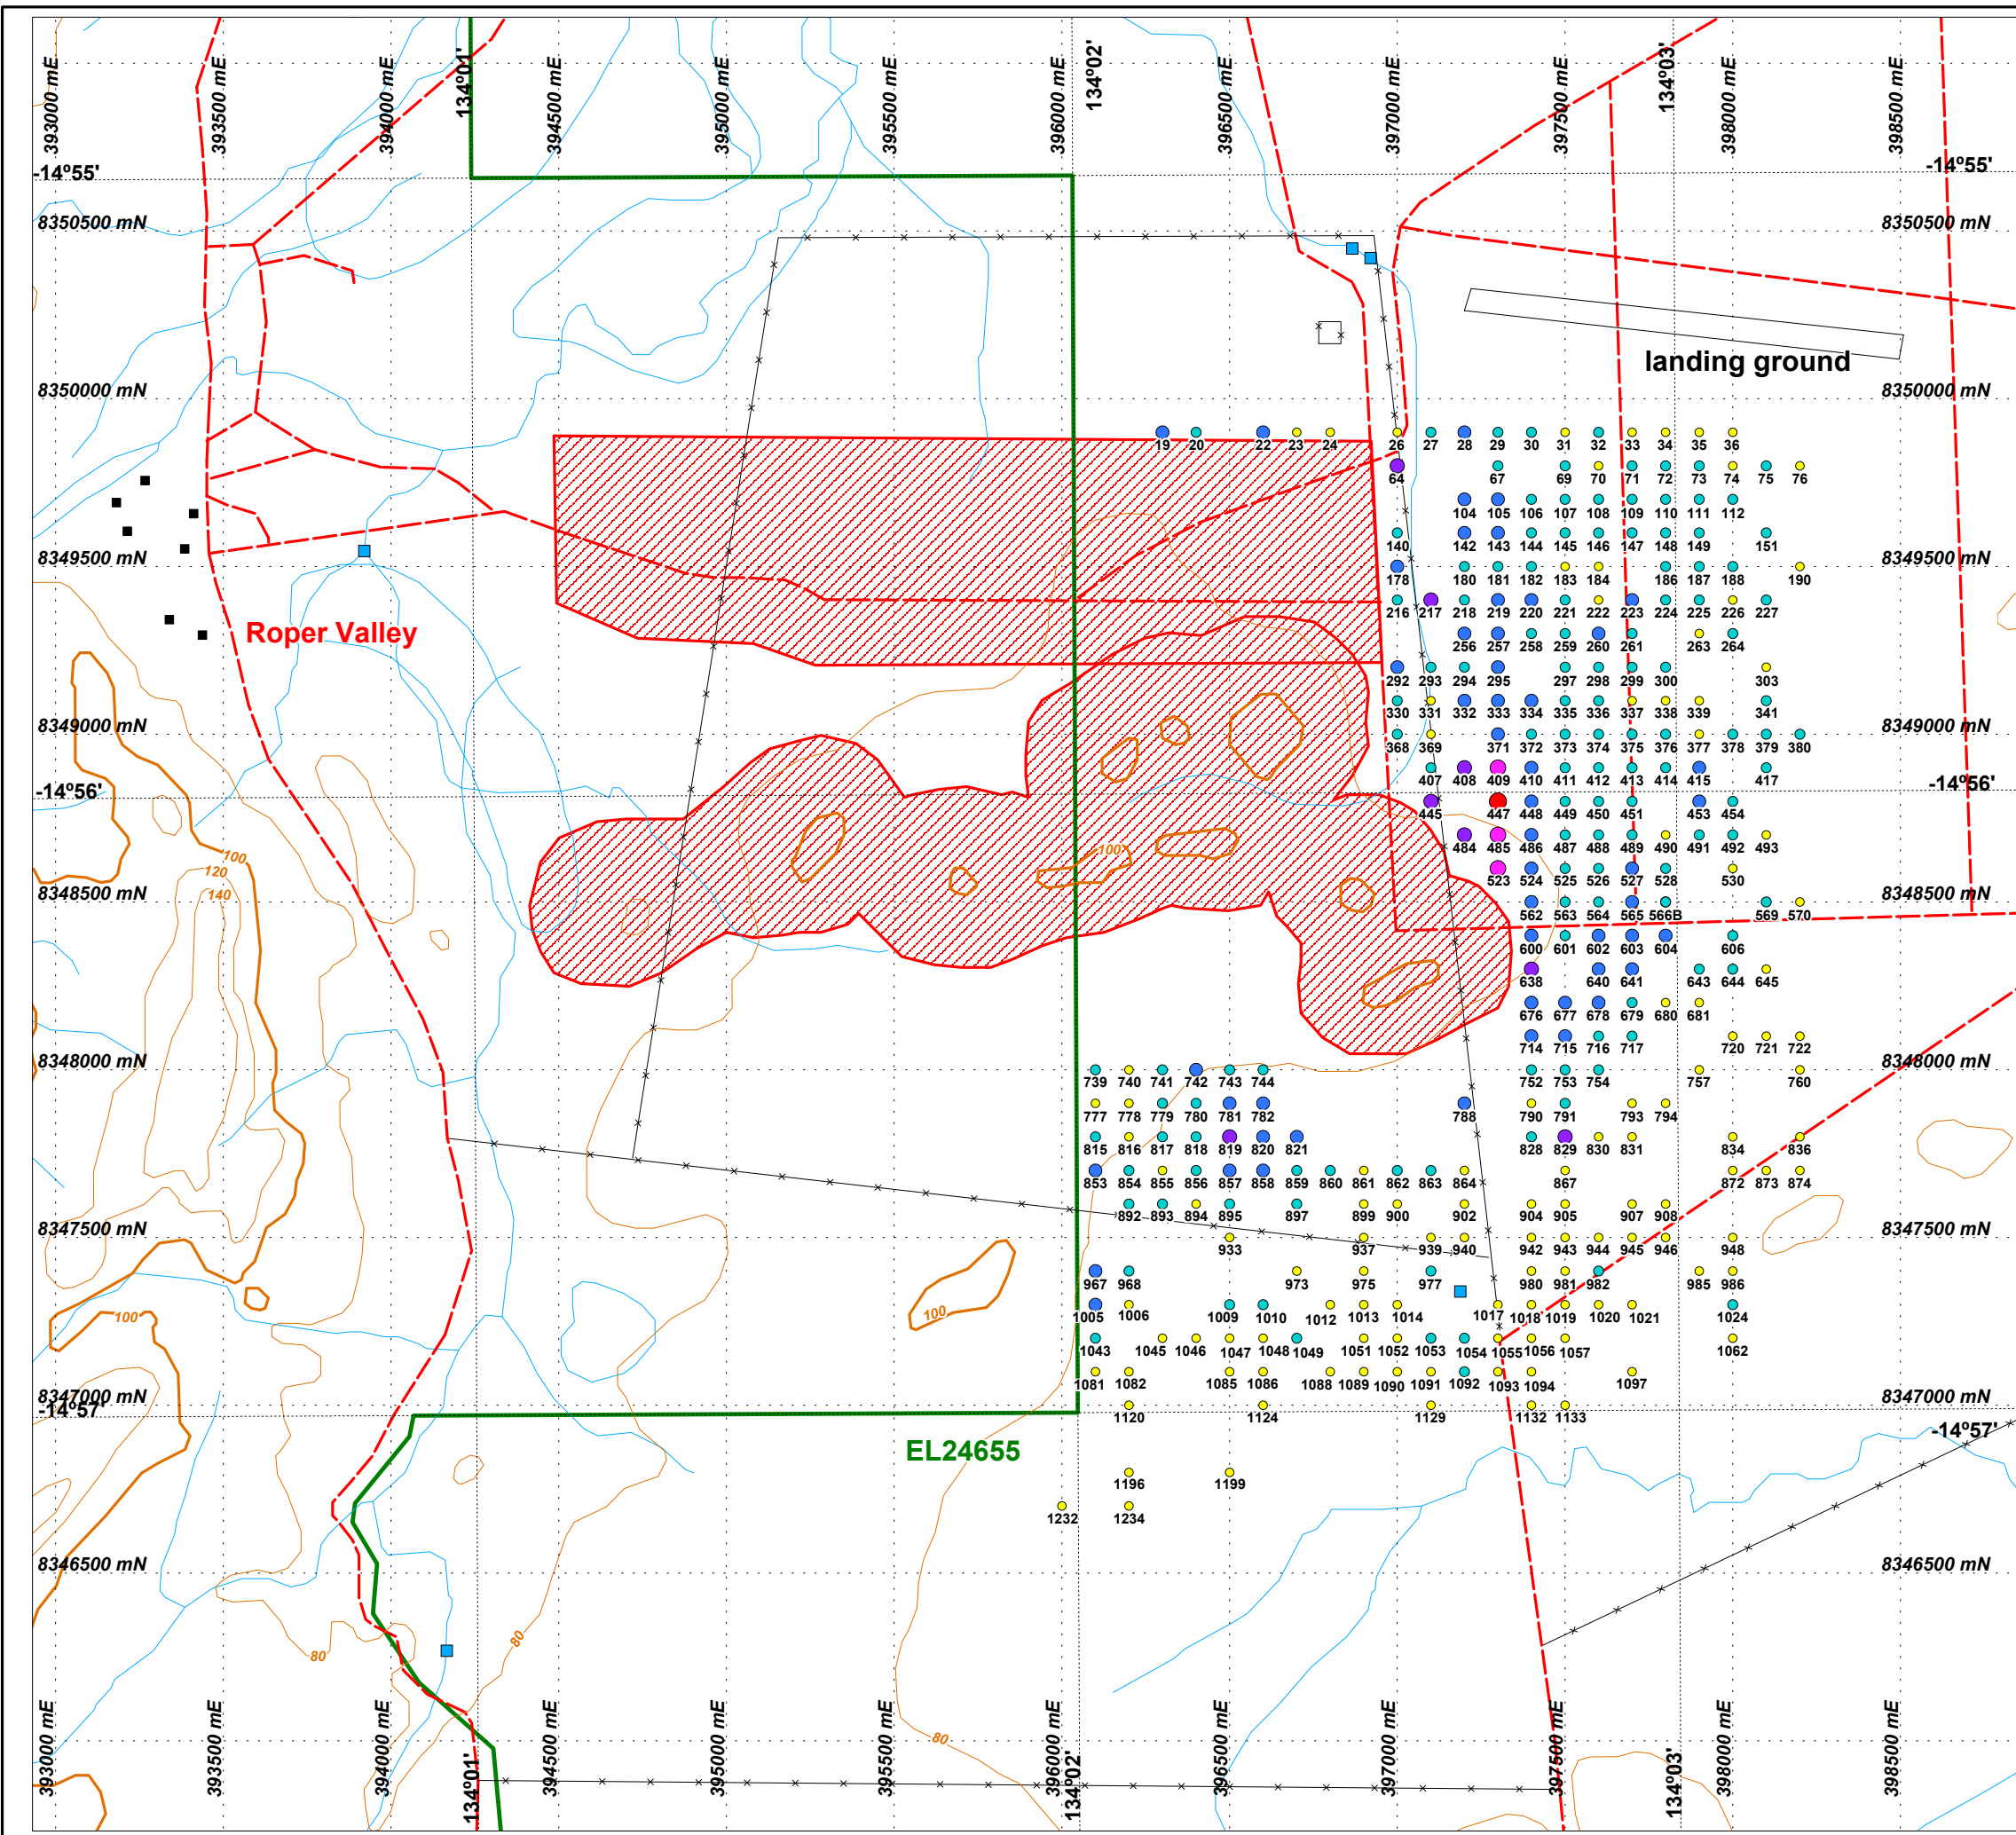 393000 mE
393500 mE
394000 mE
134°01'
394500 mE
395000 mE
395500 mE
396000 mE
134°02'
396500 mE
397000 mE
397500 mE
134°03'
398000 mE
398500 mE
-14°55' -14°55'
8350500 mN 8350500 mN
landing ground
8350000 mN 8350000 mN
19 20 22 23 24 26 27 28 29 30 31 32 33 34 35 36
64 67 69 70 71 72 73 74 75 76
104 105 106 107 108 109 110 111 112
140 142 143 144 145 146 147 148 149 151
8349500 mN 8349500 mN
178 180 181 182 183 184 186 187 188 190
216 217 218 219 220 221 222 223 224 225 226 227
Roper Valley
256 257 258 259 260 261 263 264
292 293 294 295 297 298 299 300 303
330 331 332 333 334 335 336 337 338 339 341
8349000 mN 8349000 mN
368 369 371 372 373 374 375 376 377 378 379 380
407 408 409 410 411 412 413 414 415 417
-14°56' -14°56'
445 447 448 449 450 451 453 454
484 485 486 487 488 489 490 491 492 493
100
100
120
523 524 525 526 527 528 530
140
8348500 mN 8348500 mN
562 563 564 565 566B 569 570
600 601 602 603 604 606
638 640 641 643 644 645
676 677 678 679 680 681
714 715 716 717 720 721 722
8348000 mN 8348000 mN
739 740 741 742 743 744 752 753 754 757 760
777 778 779 780 781 782 788 790 791 793 794
815 816 817 818 819 820 821 828 829 830 831 834 836
853 854 855 856 857 858 859 860 861 862 863 864 867 872 873 874
892 893 894 895 897 899 900 902 904 905 907 908
8347500 mN 8347500 mN
933 937 939 940 942 943 944 945 946 948
967 968 973 975 977 980 981 982 985 986
100 100
1005 1006 1009 1010 1012 1013 1014 1017 1018 1019 1020 1021 1024
1043 1045 1046 1047 1048 1049 1051 1052 1053 1054 1055 1056 1057 1062
1081 1082 1085 1086 1088 1089 1090 1091 1092 1093 1094 1097
8347000 mN 8347000 mN
-14°57' -14°57'
1120 1124 1129 1132 1133
EL24655
1196 1199
1232 1234
8346500 mN 8346500 mN
80
80
80
393000 mE
393500 mE
394000 mE
134°01'
394500 mE
395000 mE
395500 mE
396000 mE
134°02'
396500 mE
397000 mE
397500 mE
134°03'
398000 mE
398500 mE